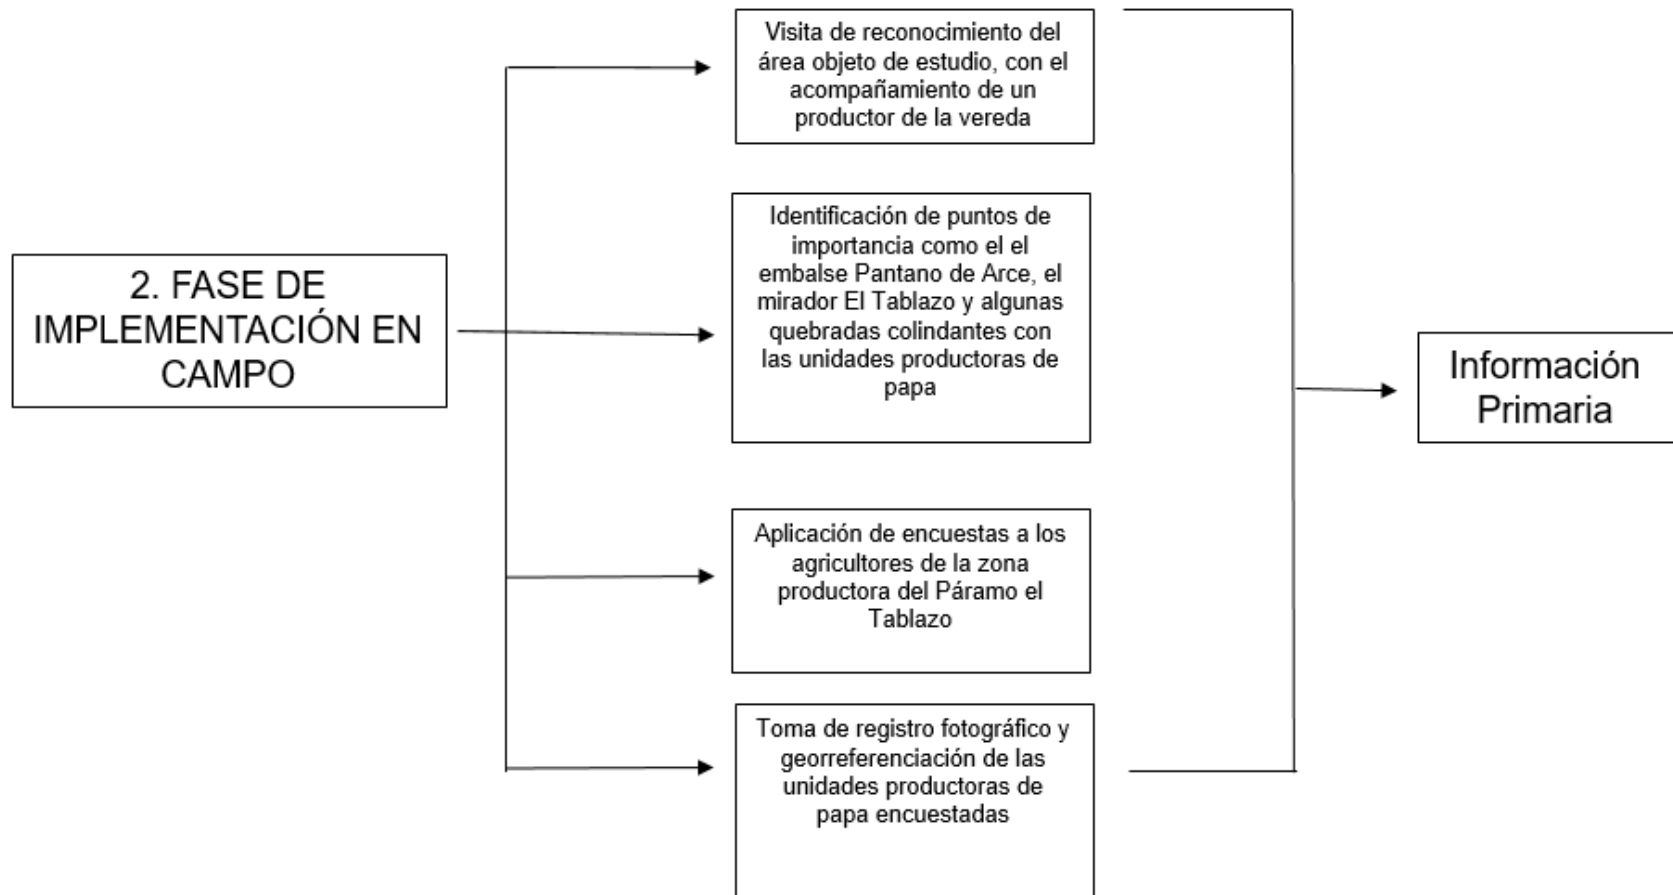 2. FASE DE
IMPLEMENTACIÓN EN
CAMPO
Visita de reconocimiento del
área objeto de estudio, con el
acompañamiento de un
productor de la vereda
Identificación de puntos de
importancia como el el
embalse Pantano de Arce, el
mirador El Tablazo y algunas
quebradas colindantes con
las unidades productoras de
papa
Aplicación de encuestas a los
agricultores de la zona
productora del Páramo el
Tablazo
Toma de registro fotográfico y
georreferenciación de las
unidades productoras de
papa encuestadas
Información
Primaria